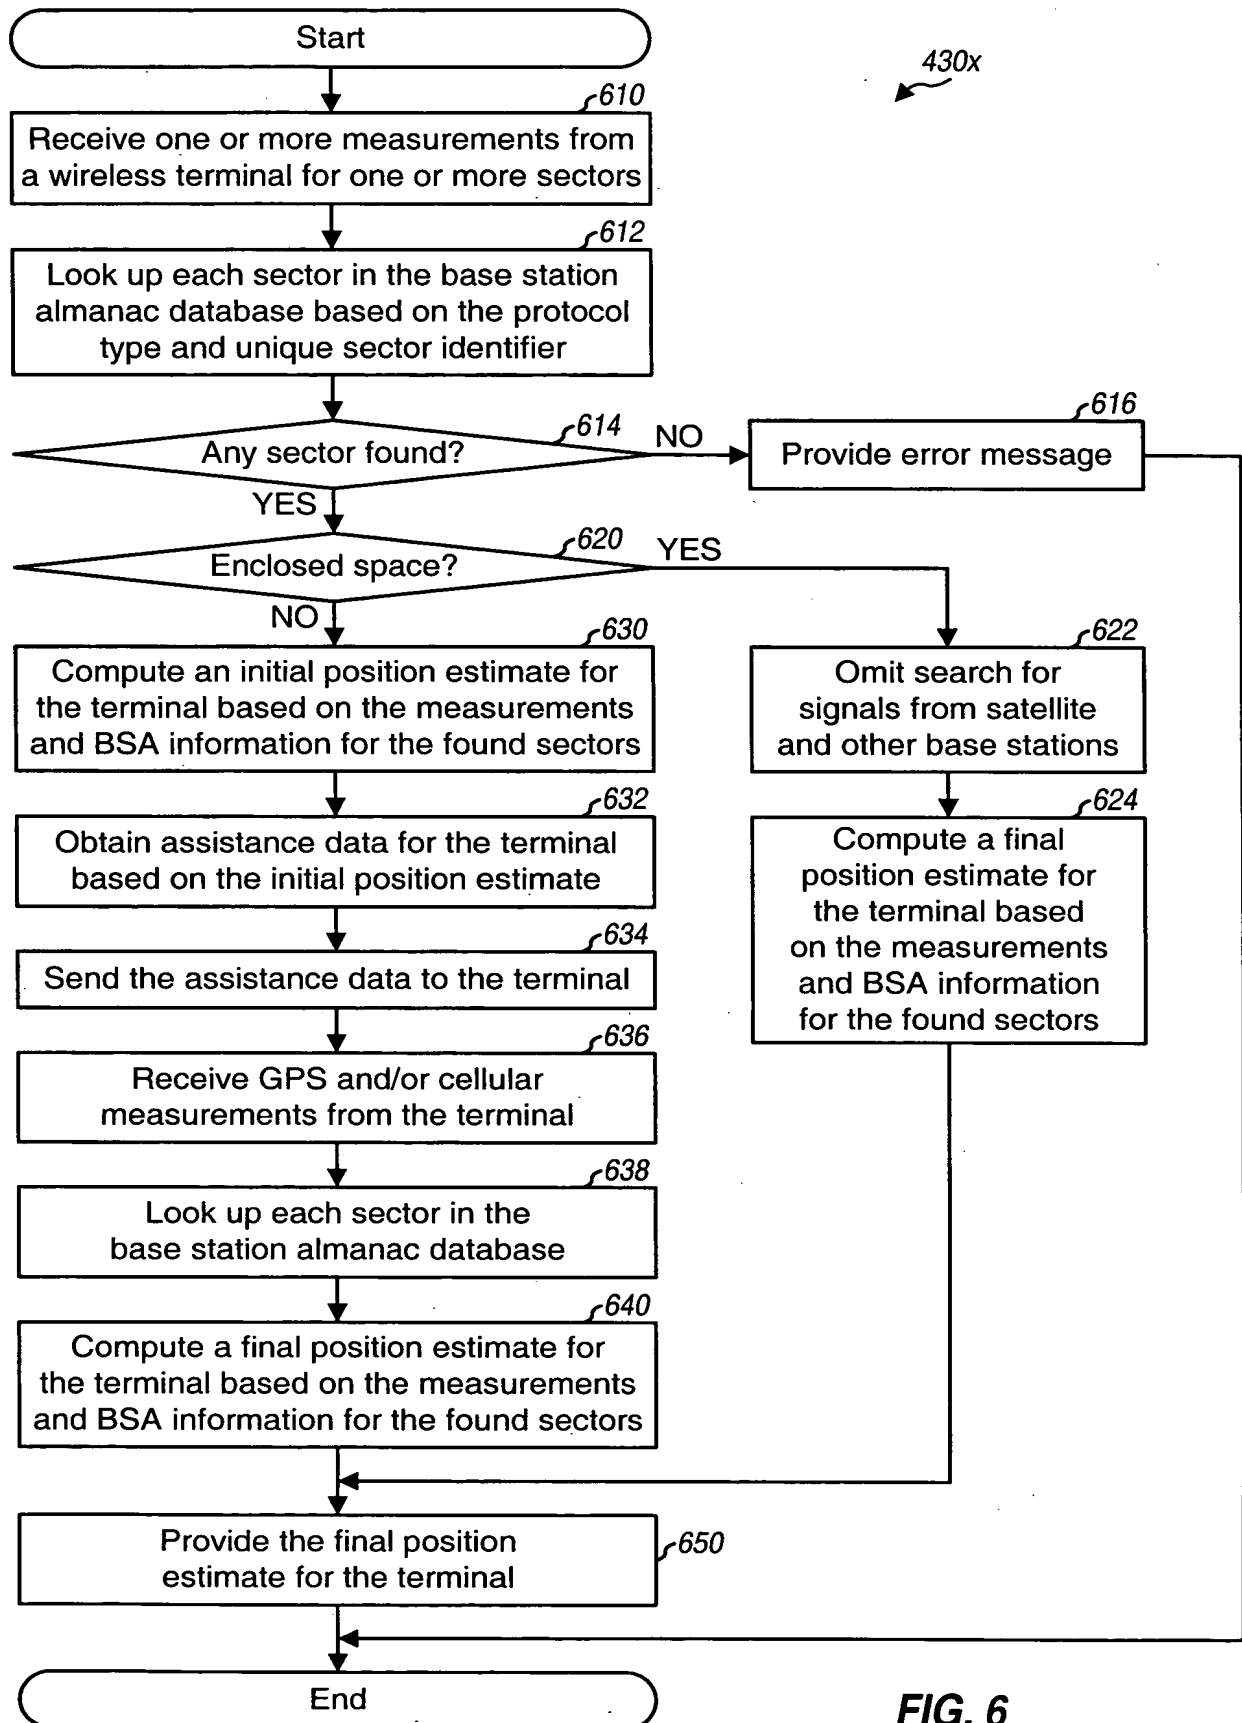 Start
430x
610
Receive one or more measurements from
a wireless terminal for one or more sectors
612
Look up each sector in the base station
almanac database based on the protocol
type and unique sector identifier
614
Any sector found?
NO
616
Provide error message
YES
620
Enclosed space?
YES
NO
630
Compute an initial position estimate for
the terminal based on the measurements
and BSA information for the found sectors
622
Omit search for
signals from satellite
and other base stations
632
Obtain assistance data for the terminal
based on the initial position estimate
624
Compute a final
position estimate for
the terminal based
on the measurements
and BSA information
for the found sectors
634
Send the assistance data to the terminal
636
Receive GPS and/or cellular
measurements from the terminal
638
Look up each sector in the
base station almanac database
640
Compute a final position estimate for
the terminal based on the measurements
and BSA information for the found sectors
Provide the final position
estimate for the terminal
650
End
FIG. 6